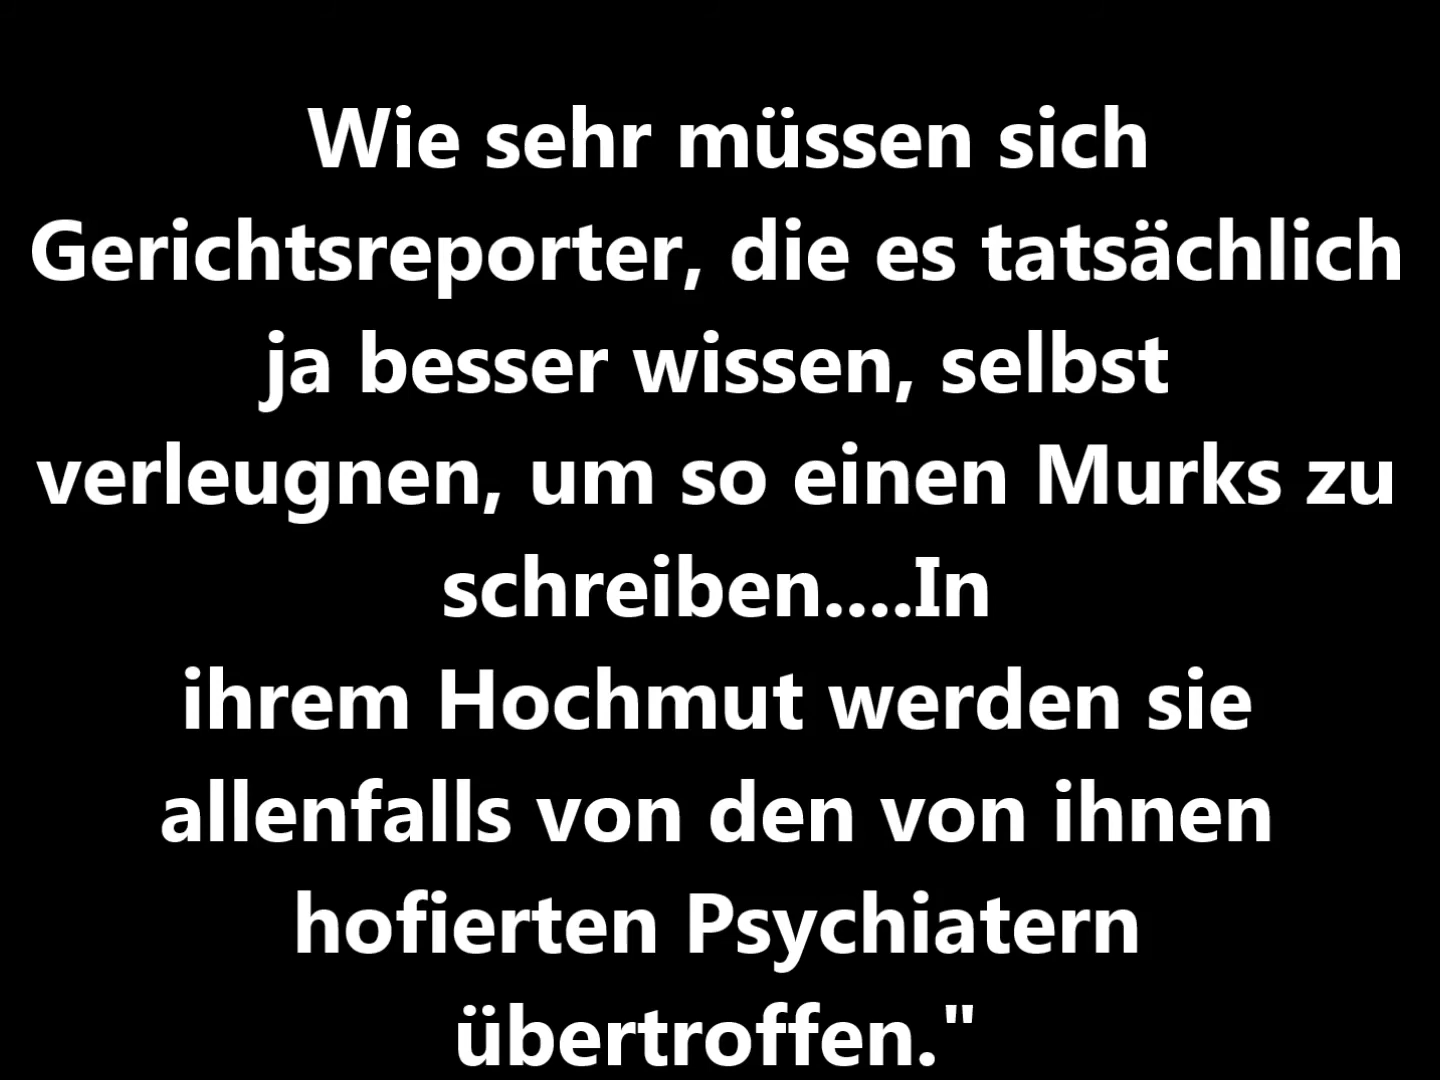 Wie sehr müssen sich
Gerichtsreporter, die es tatsächlich
ja besser wissen, selbst
verleugnen, um so einen Murks zu
schreiben....In
ihrem Hochmut werden sie
allenfalls von den von ihnen
hofierten Psychiatern
übertroffen."